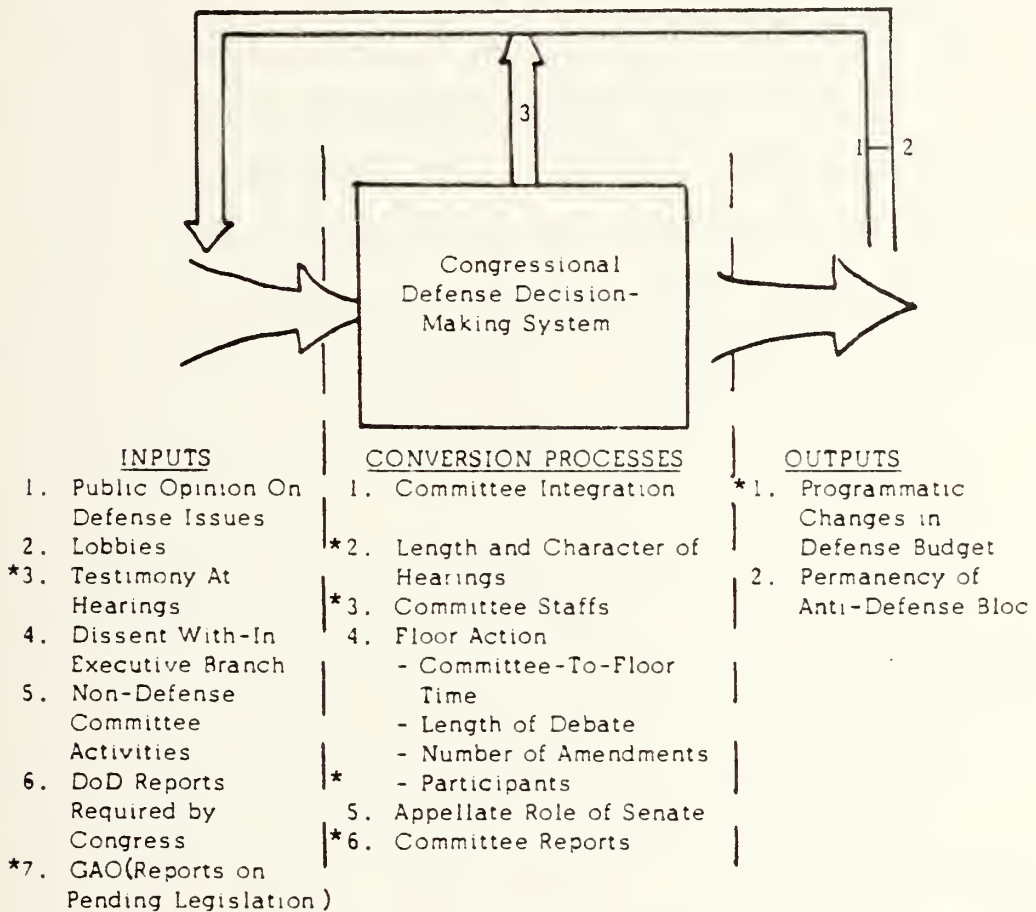 3
1
2
Congressional
Defense Decision-
Making System
INPUTS
1. Public Opinion On
Defense Issues
2. Lobbies
*3. Testimony At
Hearings
4. Dissent With-In
Executive Branch
5. Non-Defense
Committee
Activities
6. DoD Reports
Required by
Congress
*7. GAO(Reports on
Pending Legislation)
CONVERSION PROCESSES
1. Committee Integration
*2. Length and Character of
Hearings
*3. Committee Staffs
4. Floor Action
- Committee-To-Floor
Time
- Length of Debate
- Number of Amendments
* - Participants
5. Appellate Role of Senate
*6. Committee Reports
OUTPUTS
*1. Programmatic
Changes in
Defense Budget
2. Permanency of
Anti-Defense Bloc